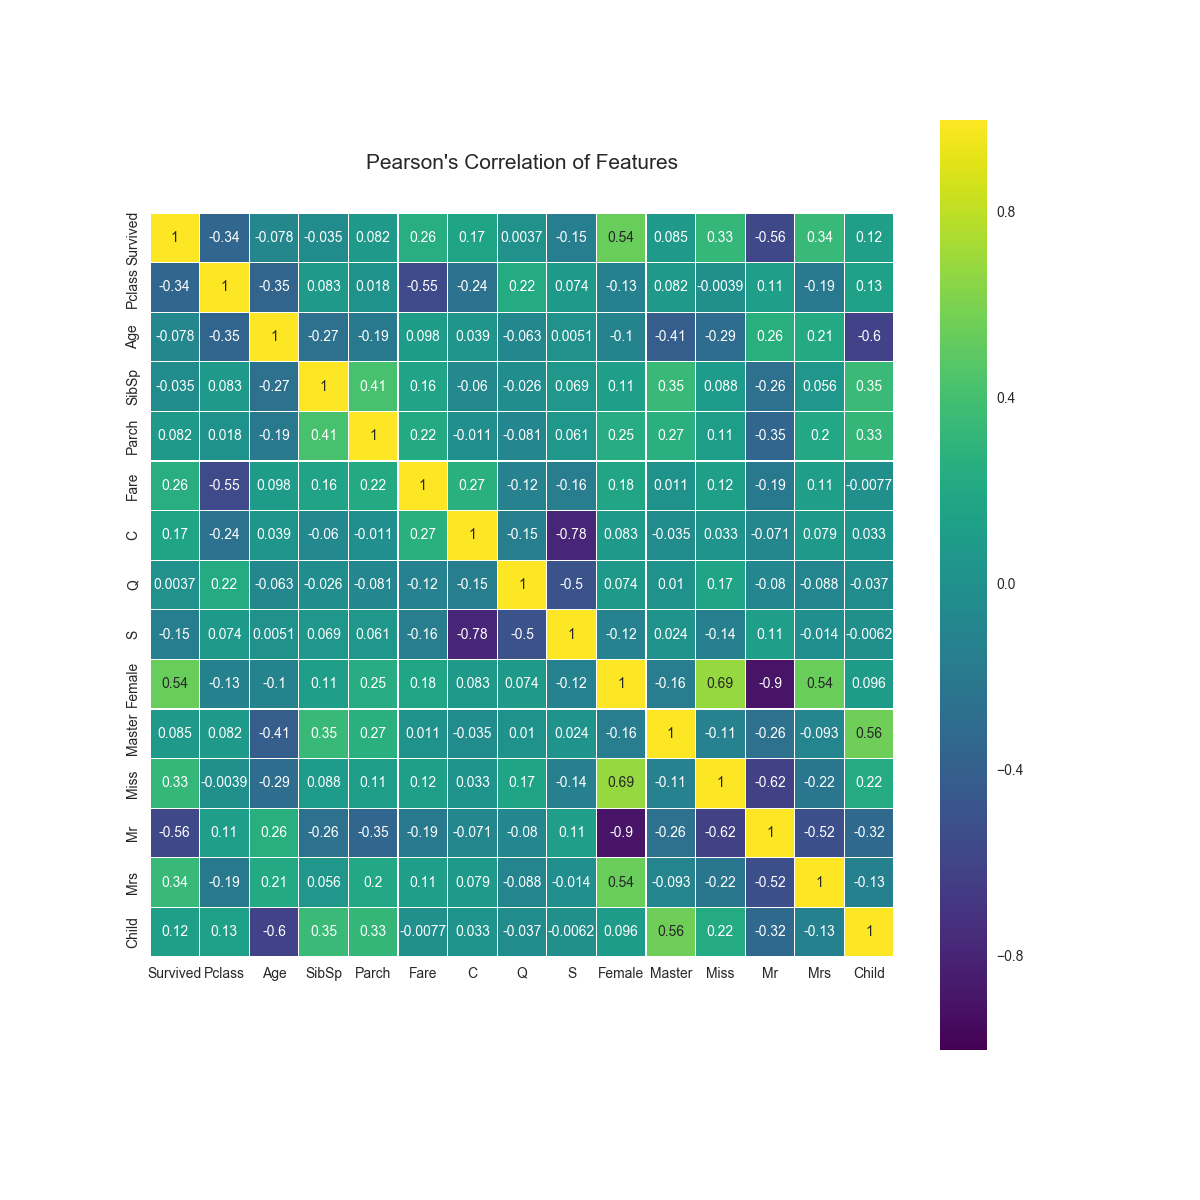 Pearson's Correlation of Features
Survived 1 -0.34 -0.078 -0.035 0.082 0.26 0.17 0.0037 -0.15 0.54 0.085 0.33 -0.56 0.34 0.12
Pclass -0.34 1 -0.35 0.083 0.018 -0.55 -0.24 0.22 0.074 -0.13 0.082 -0.0039 0.11 -0.19 0.13
Age -0.078 -0.35 1 -0.27 -0.19 0.098 0.039 -0.063 0.0051 -0.1 -0.41 -0.29 0.26 0.21 -0.6
SibSp -0.035 0.083 -0.27 1 0.41 0.16 -0.06 -0.026 0.069 0.11 0.35 0.088 -0.26 0.056 0.35
Parch 0.082 0.018 -0.19 0.41 1 0.22 -0.011 -0.081 0.061 0.25 0.27 0.11 -0.35 0.2 0.33
Fare 0.26 -0.55 0.098 0.16 0.22 1 0.27 -0.12 -0.16 0.18 0.011 0.12 -0.19 0.11 -0.0077
C 0.17 -0.24 0.039 -0.06 -0.011 0.27 1 -0.15 -0.78 0.083 -0.035 0.033 -0.071 0.079 0.033
Q 0.0037 0.22 -0.063 -0.026 -0.081 -0.12 -0.15 1 -0.5 0.074 0.01 0.17 -0.08 -0.088 -0.037
S -0.15 0.074 0.0051 0.069 0.061 -0.16 -0.78 -0.5 1 -0.12 0.024 -0.14 0.11 -0.014 -0.0062
Female 0.54 -0.13 -0.1 0.11 0.25 0.18 0.083 0.074 -0.12 1 -0.16 0.69 -0.9 0.54 0.096
Master 0.085 0.082 -0.41 0.35 0.27 0.011 -0.035 0.01 0.024 -0.16 1 -0.11 -0.26 -0.093 0.56
Miss 0.33 -0.0039 -0.29 0.088 0.11 0.12 0.033 0.17 -0.14 0.69 -0.11 1 -0.62 -0.22 0.22
Mr -0.56 0.11 0.26 -0.26 -0.35 -0.19 -0.071 -0.08 0.11 -0.9 -0.26 -0.62 1 -0.52 -0.32
Mrs 0.34 -0.19 0.21 0.056 0.2 0.11 0.079 -0.088 -0.014 0.54 -0.093 -0.22 -0.52 1 -0.13
Child 0.12 0.13 -0.6 0.35 0.33 -0.0077 0.033 -0.037 -0.0062 0.096 0.56 0.22 -0.32 -0.13 1
Survived Pclass Age SibSp Parch Fare C Q S Female Master Miss Mr Mrs Child
0.8
0.4
0.0
−0.4
−0.8